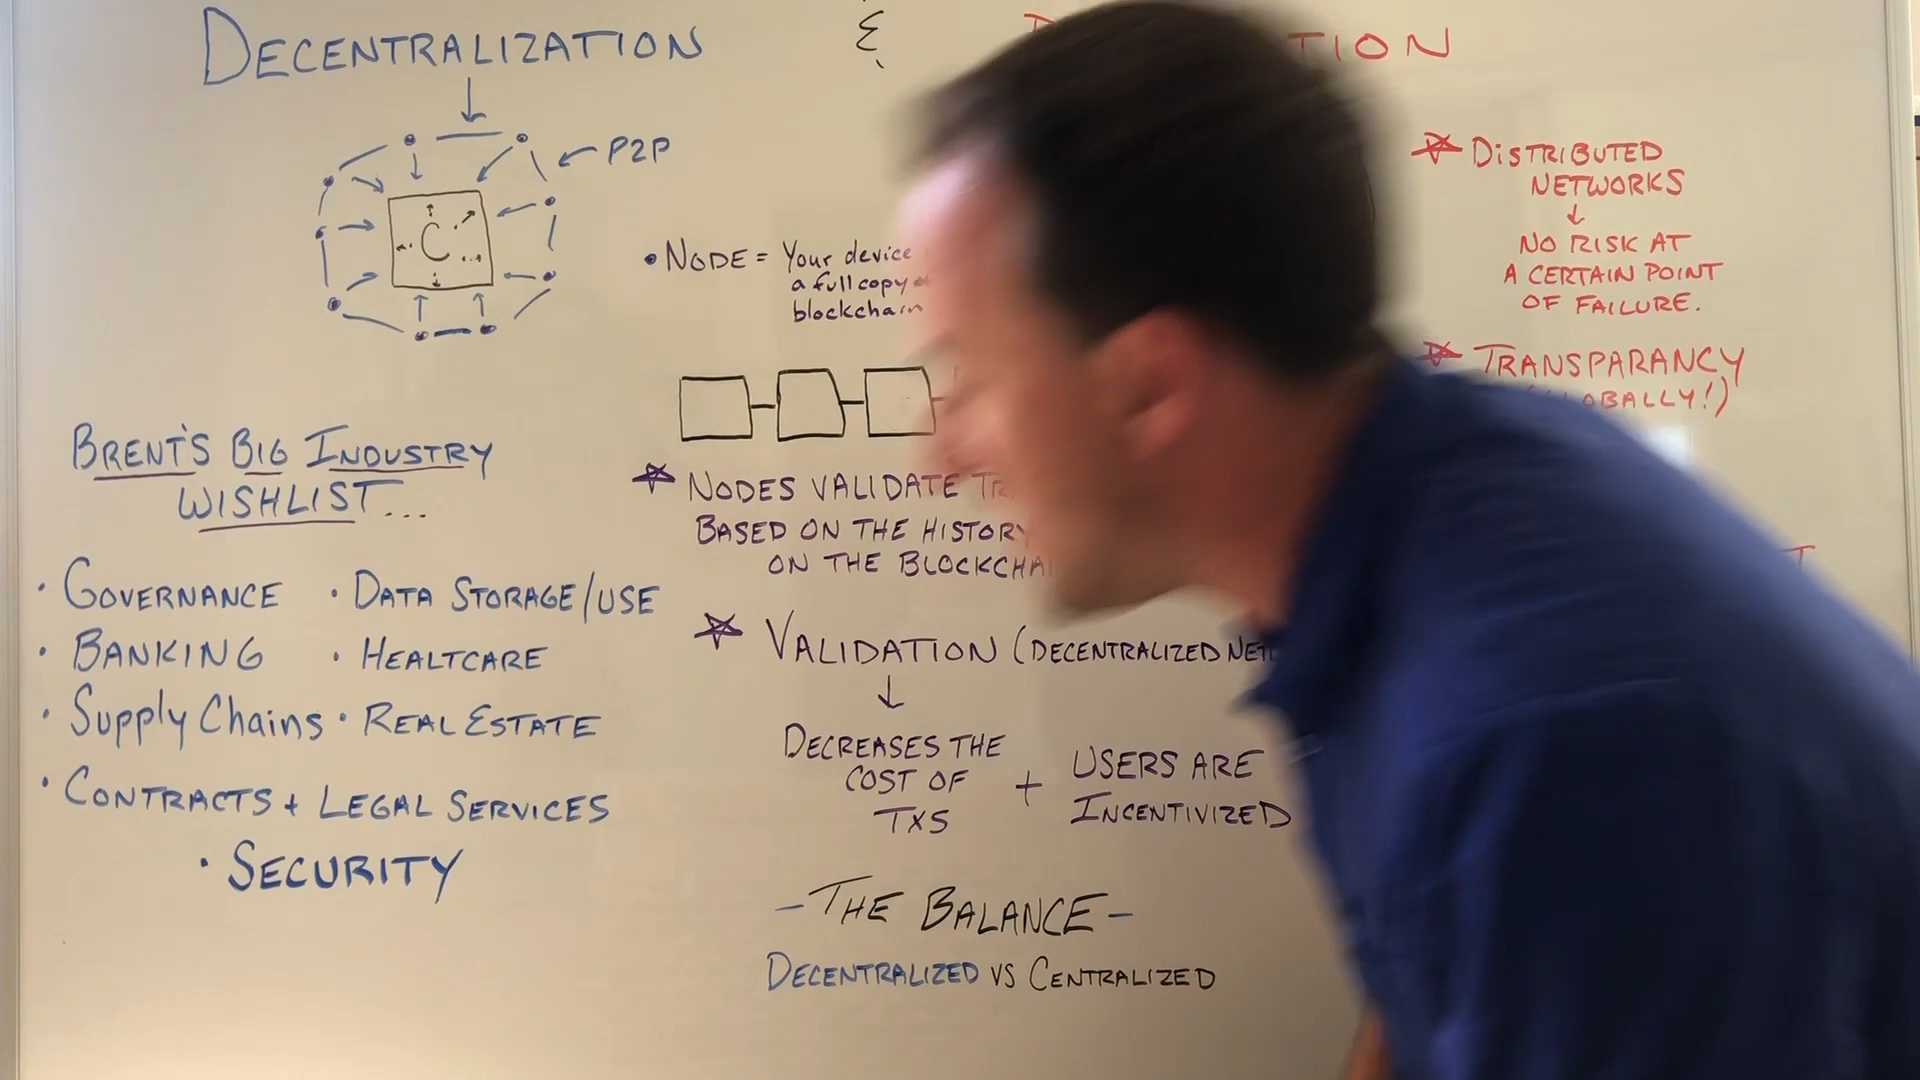 DECENTRALIZATION
&
P2P
C
• NODE = Your device
a full copy
blockchain
BRENT'S BIG INDUSTRY
WISHLIST...
• GOVERNANCE
• DATA STORAGE/USE
• BANKING
• HEALTCARE
• Supply Chains
• REAL ESTATE
• CONTRACTS + LEGAL SERVICES
• SECURITY
NODES VALIDATE
BASED ON THE HISTORY
ON THE
VALIDATION (DECENTRALIZED
DECREASES THE
COST OF
TXS
+
USERS ARE
INCENTIVIZED
- THE BALANCE -
DECENTRALIZED VS CENTRALIZED
DISTRIBUTED
NETWORKS
NO RISK AT
A CERTAIN POINT
OF FAILURE.
TRANSPARANCY